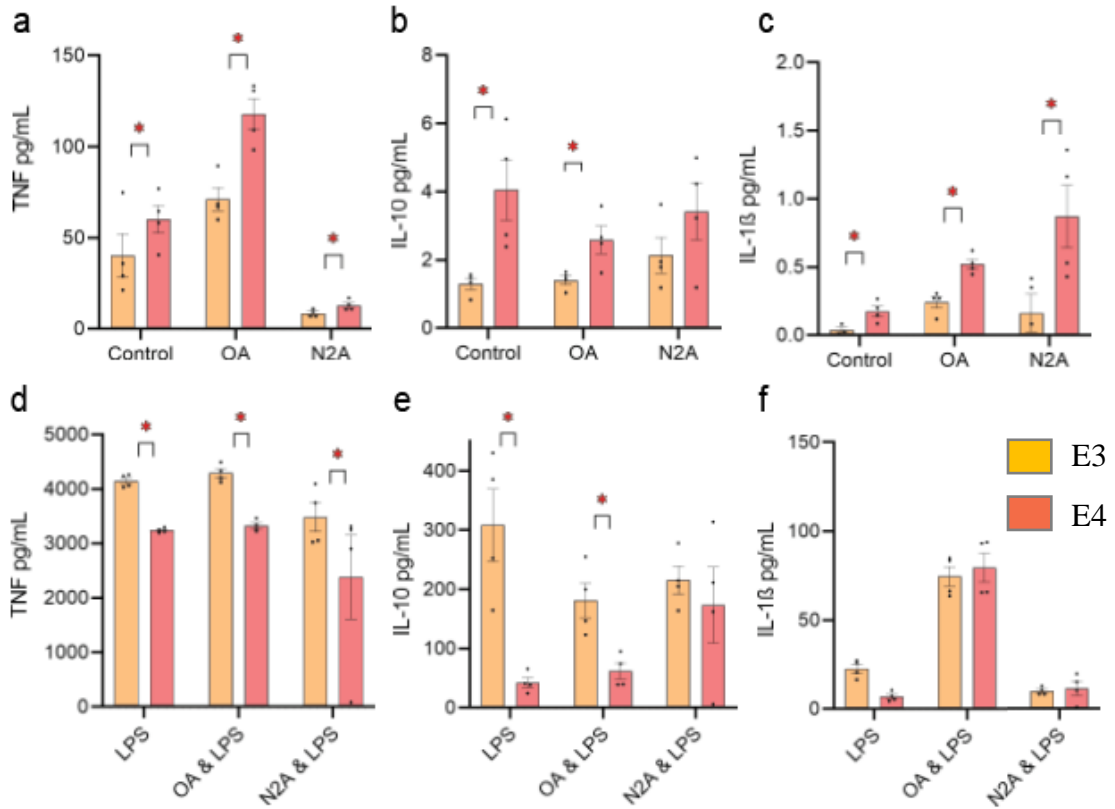 a
TNF pg/mL
150
100
50
0
Control OA N2A
b
IL-10 pg/mL
8
6
4
2
0
Control OA N2A
c
IL-1ß pg/mL
2.0
1.5
1.0
0.5
0.0
Control OA N2A
d
TNF pg/mL
5000
4000
3000
2000
1000
0
LPS
OA & LPS
N2A & LPS
e
IL-10 pg/mL
400
300
200
100
0
LPS
OA & LPS
N2A & LPS
f
IL-1ß pg/mL
150
100
50
0
LPS
OA & LPS
N2A & LPS
E3
E4